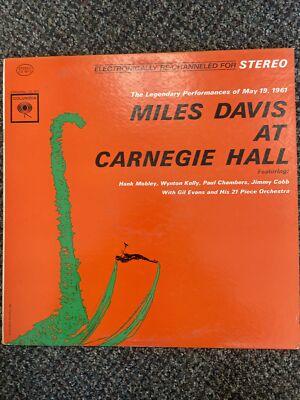 ELECTRONICALLY RE-CHANNELED FOR STEREO
COLUMBIA
The Legendary Performances of May 19, 1961
MILES DAVIS
AT
CARNEGIE HALL
Featuring:
Hank Mobley, Wynton Kelly, Paul Chambers, Jimmy Cobb
With Gil Evans and His 21 Piece Orchestra